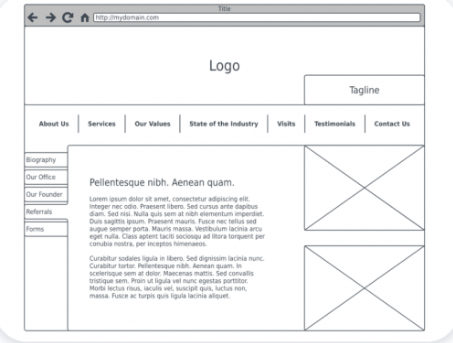 Title
http://mydomain.com
Logo
Tagline
About Us
Services
Our Values
State of the Industry
Visits
Testimonials
Contact Us
Biography
Our Office
Our Founder
Referrals
Forms
Pellentesque nibh. Aenean quam.
Lorem ipsum dolor sit amet, consectetur adipiscing elit.
Integer nec odio. Praesent libero. Sed cursus ante dapibus
diam. Sed nisi. Nulla quis sem at nibh elementum imperdiet.
Duis sagittis ipsum. Praesent mauris. Fusce nec tellus sed
augue semper porta. Mauris massa. Vestibulum lacinia arcu
eget nulla. Class aptent taciti sociosqu ad litora torquent per
conubia nostra, per inceptos himenaeos.
Curabitur sodales ligula in libero. Sed dignissim lacinia nunc.
Curabitur tortor. Pellentesque nibh. Aenean quam. In
scelerisque sem at dolor. Maecenas mattis. Sed convallis
tristique sem. Proin ut ligula vel nunc egestas porttitor.
Morbi lectus risus, iaculis vel, suscipit quis, luctus non,
massa. Fusce ac turpis quis ligula lacinia aliquet.